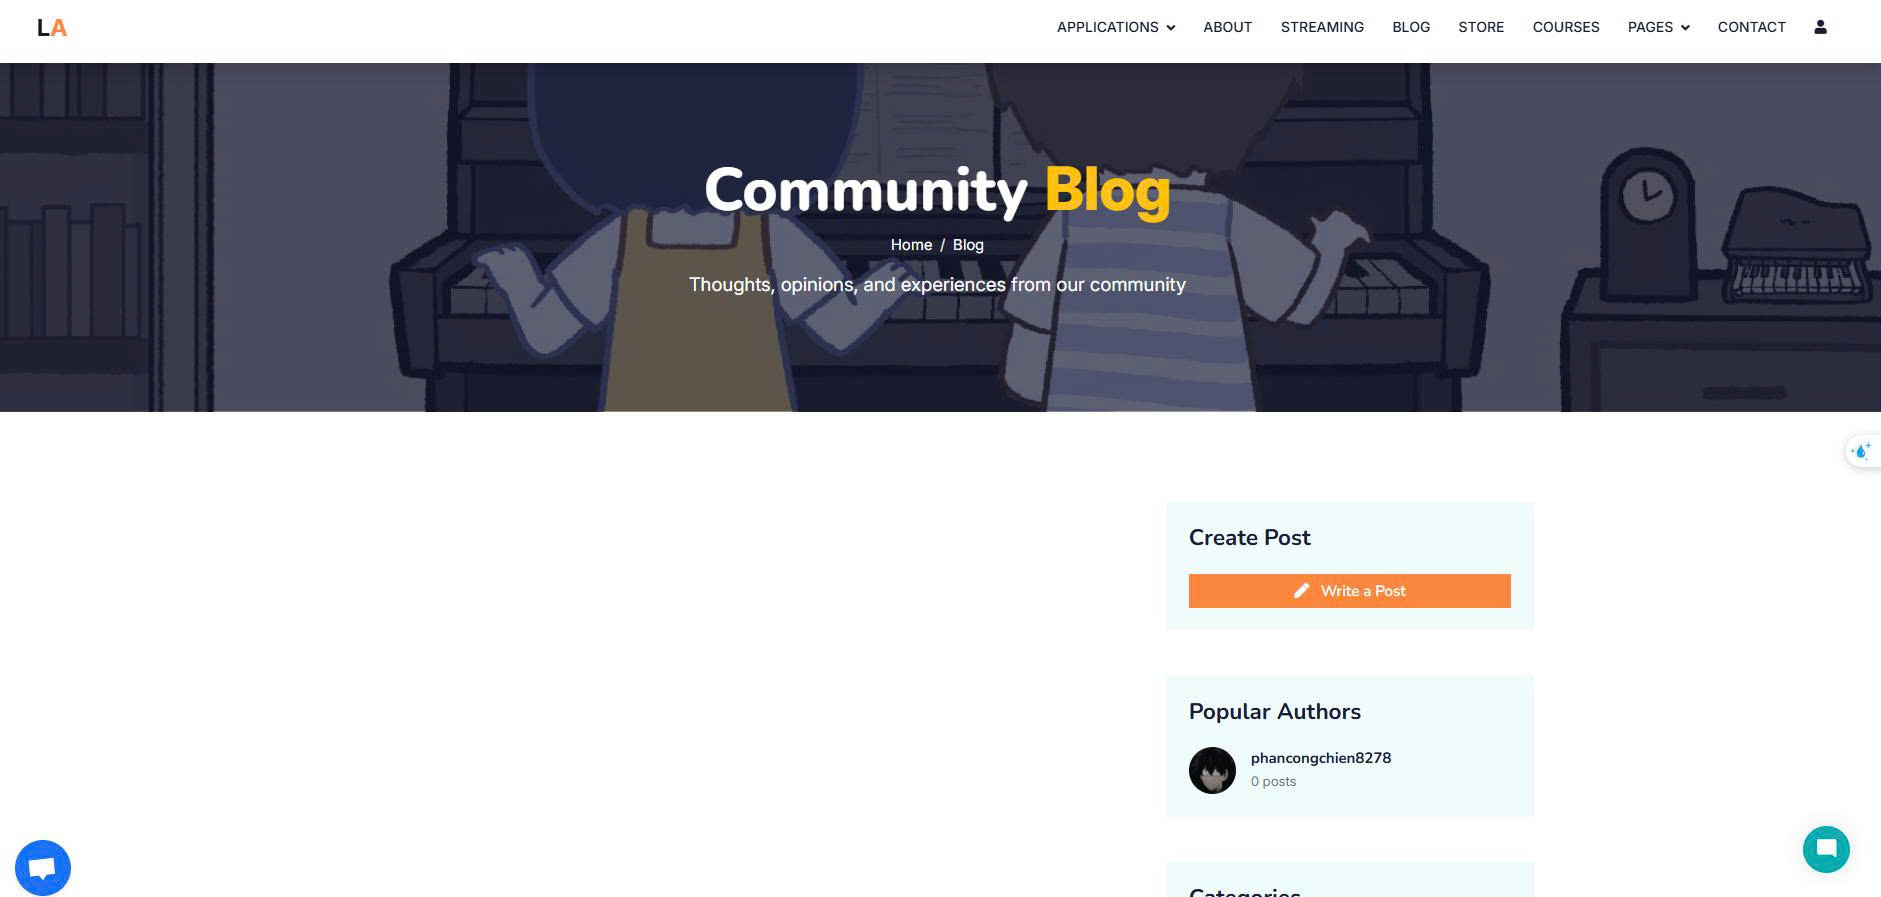 LA
APPLICATIONS ABOUT STREAMING BLOG STORE COURSES PAGES CONTACT
Community Blog
Home / Blog
Thoughts, opinions, and experiences from our community
Create Post
Write a Post
Popular Authors
phancongchien8278
0 posts
Categories